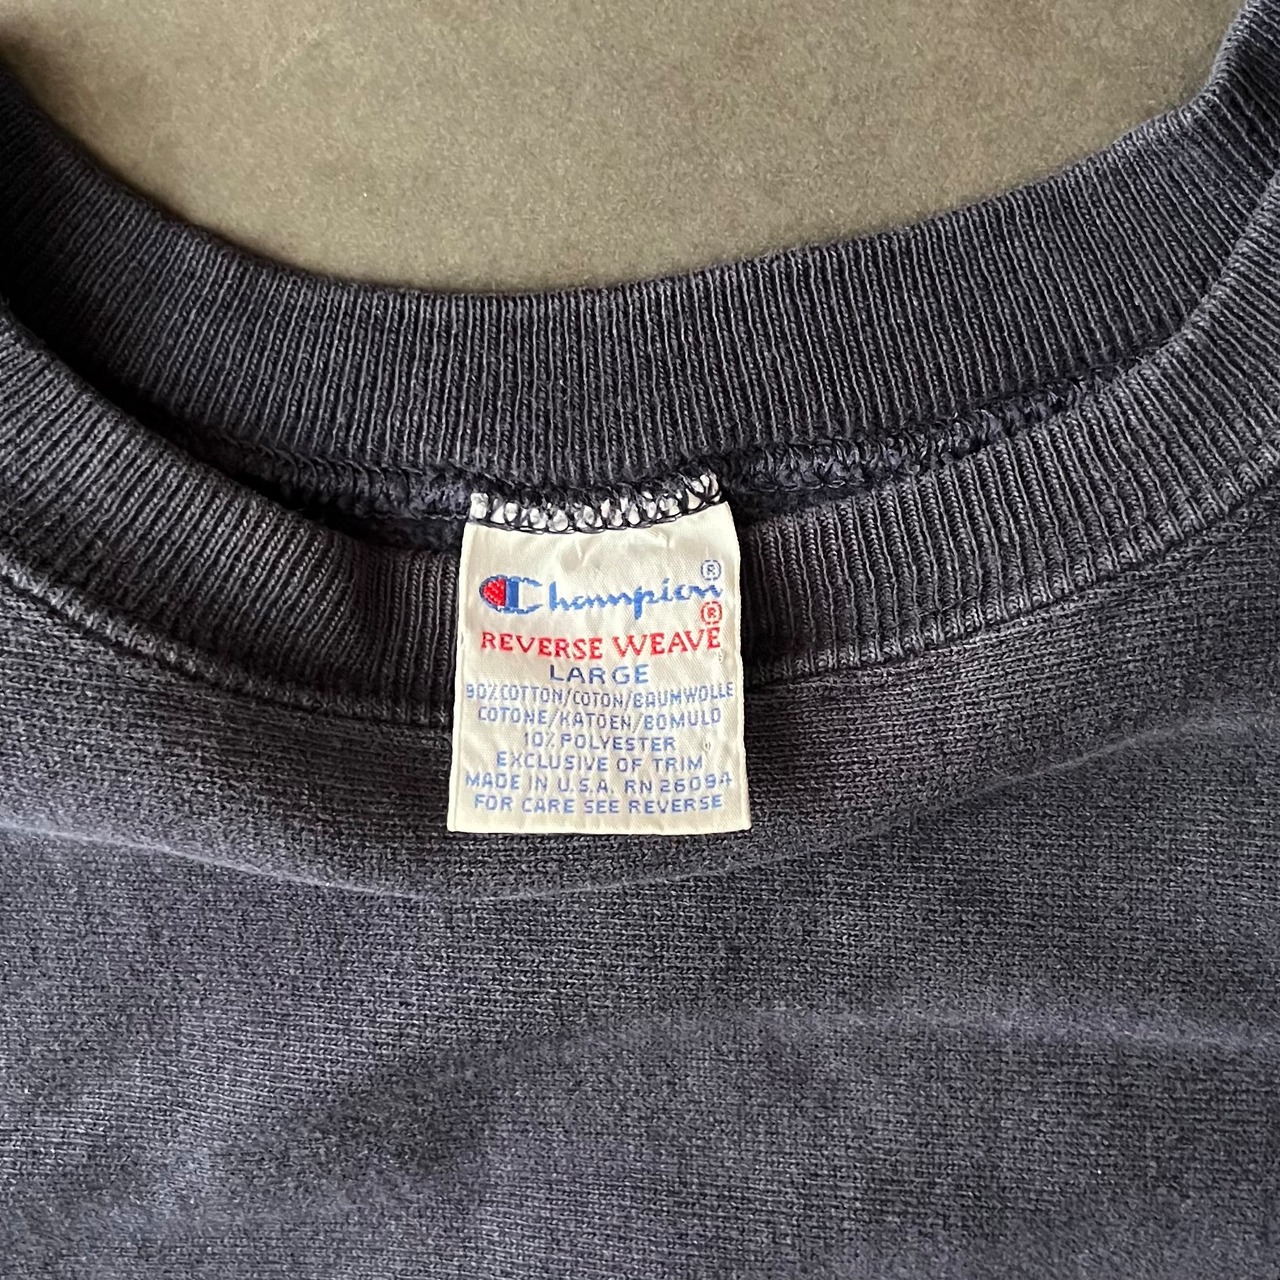 Champion®
REVERSE WEAVE®
LARGE
90% COTTON/COTON/BAUMWOLLE
COTONE/KATOEN/BOMULD
10% POLYESTER
EXCLUSIVE OF TRIM
MADE IN U.S.A. RN 26094
FOR CARE SEE REVERSE